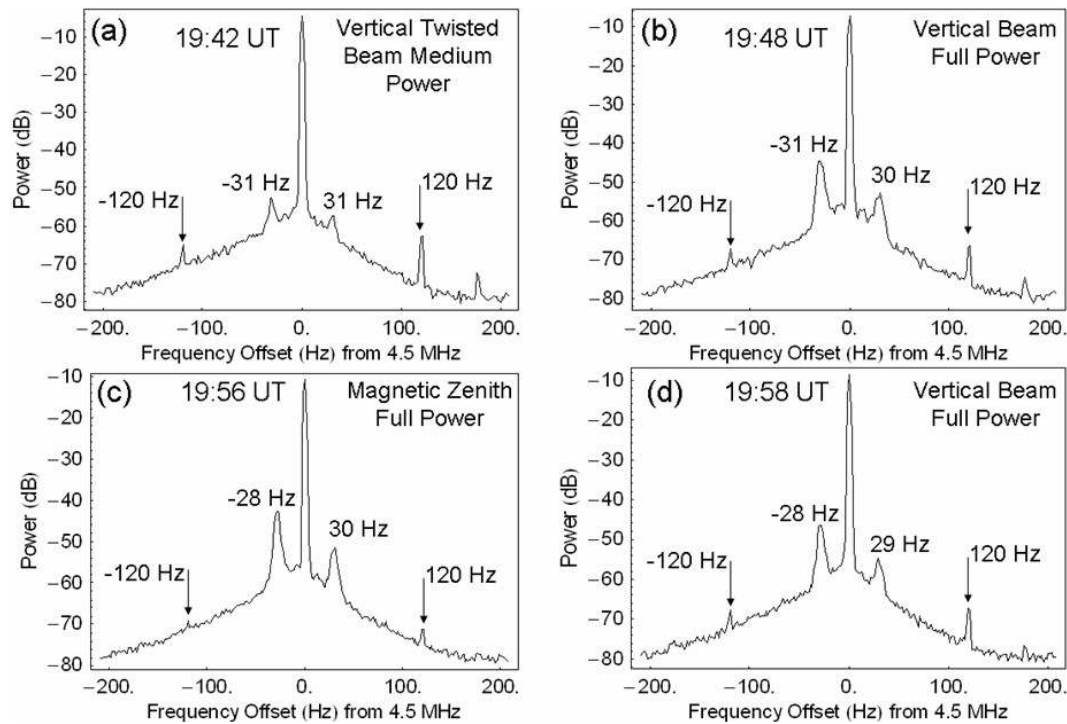 (a)
19:42 UT
Vertical Twisted
Beam Medium
Power
-31 Hz
31 Hz
-120 Hz
120 Hz
Power (dB)
−10
−20
−30
−40
−50
−60
−70
−80
−200. −100. 0. 100. 200.
Frequency Offset (Hz) from 4.5 MHz
(b)
19:48 UT
Vertical Beam
Full Power
-31 Hz
30 Hz
-120 Hz
120 Hz
Power (dB)
−10
−20
−30
−40
−50
−60
−70
−80
−200. −100. 0. 100. 200.
Frequency Offset (Hz) from 4.5 MHz
(c)
19:56 UT
Magnetic Zenith
Full Power
-28 Hz
30 Hz
-120 Hz
120 Hz
Power (dB)
−10
−20
−30
−40
−50
−60
−70
−80
−200. −100. 0. 100. 200.
Frequency Offset (Hz) from 4.5 MHz
(d)
19:58 UT
Vertical Beam
Full Power
-28 Hz
29 Hz
-120 Hz
120 Hz
Power (dB)
−10
−20
−30
−40
−50
−60
−70
−80
−200. −100. 0. 100. 200.
Frequency Offset (Hz) from 4.5 MHz